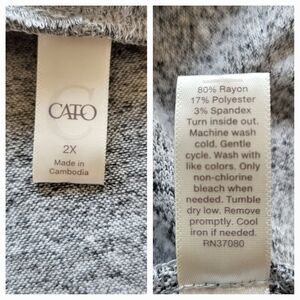 CATO
2X
Made in
Cambodia
80% Rayon
17% Polyester
3% Spandex
Turn inside out.
Machine wash
cold. Gentle
cycle. Wash with
like colors. Only
non-chlorine
bleach when
needed. Tumble
dry low. Remove
promptly. Cool
iron if needed.
RN37080